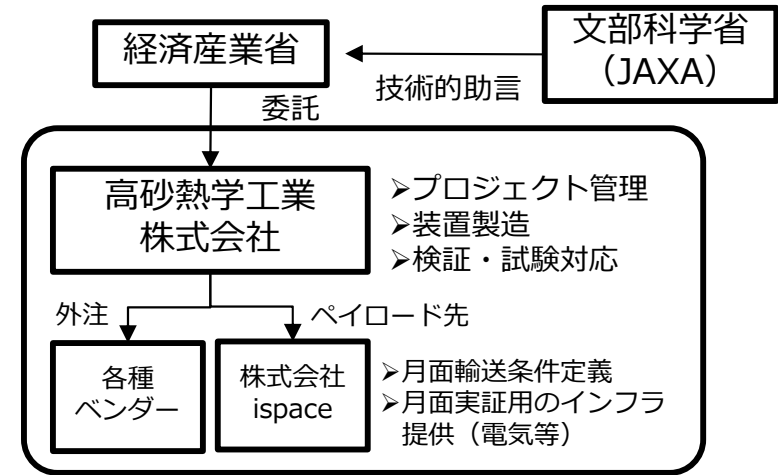 経済産業省
文部科学省
（JAXA）
技術的助言
委託
高砂熱学工業
株式会社
➢プロジェクト管理
➢装置製造
➢検証・試験対応
外注
ペイロード先
各種
ベンダー
株式会社
ispace
➢月面輸送条件定義
➢月面実証用のインフラ
提供（電気等）